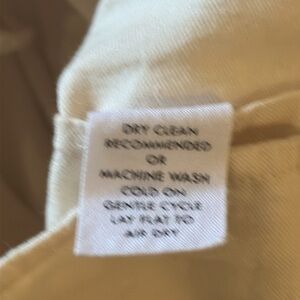 DRY CLEAN
RECOMMENDED
OR
MACHINE WASH
COLD ON
GENTLE CYCLE
LAY FLAT TO
AIR DRY